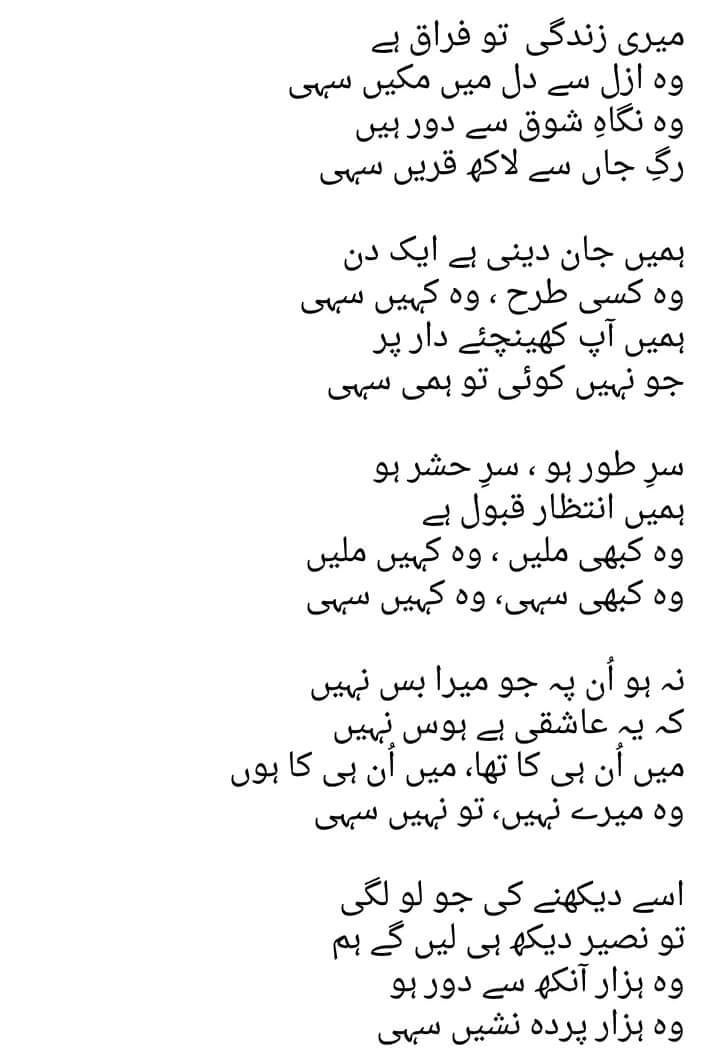 میری زندگی تو فراق ہے
وہ ازل سے دل میں مکیں سہی
وہ نگاہِ شوق سے دور ہیں
رگِ جاں سے لاکھ قریں سہی
ہمیں جان دینی ہے ایک دن
وہ کسی طرح ، وہ کہیں سہی
ہمیں آپ کھینچئے دار پر
جو نہیں کوئی تو ہمی سہی
سرِ طور ہو ، سرِ حشر ہو
ہمیں انتظار قبول ہے
وہ کبھی ملیں ، وہ کہیں ملیں
وہ کبھی سہی، وہ کہیں سہی
نہ ہو اُن پہ جو میرا بس نہیں
کہ یہ عاشقی ہے ہوس نہیں
میں اُن ہی کا تھا، میں اُن ہی کا ہوں
وہ میرے نہیں، تو نہیں سہی
اسے دیکھنے کی جو لو لگی
تو نصیر دیکھ ہی لیں گے ہم
وہ ہزار آنکھ سے دور ہو
وہ ہزار پردہ نشیں سہی